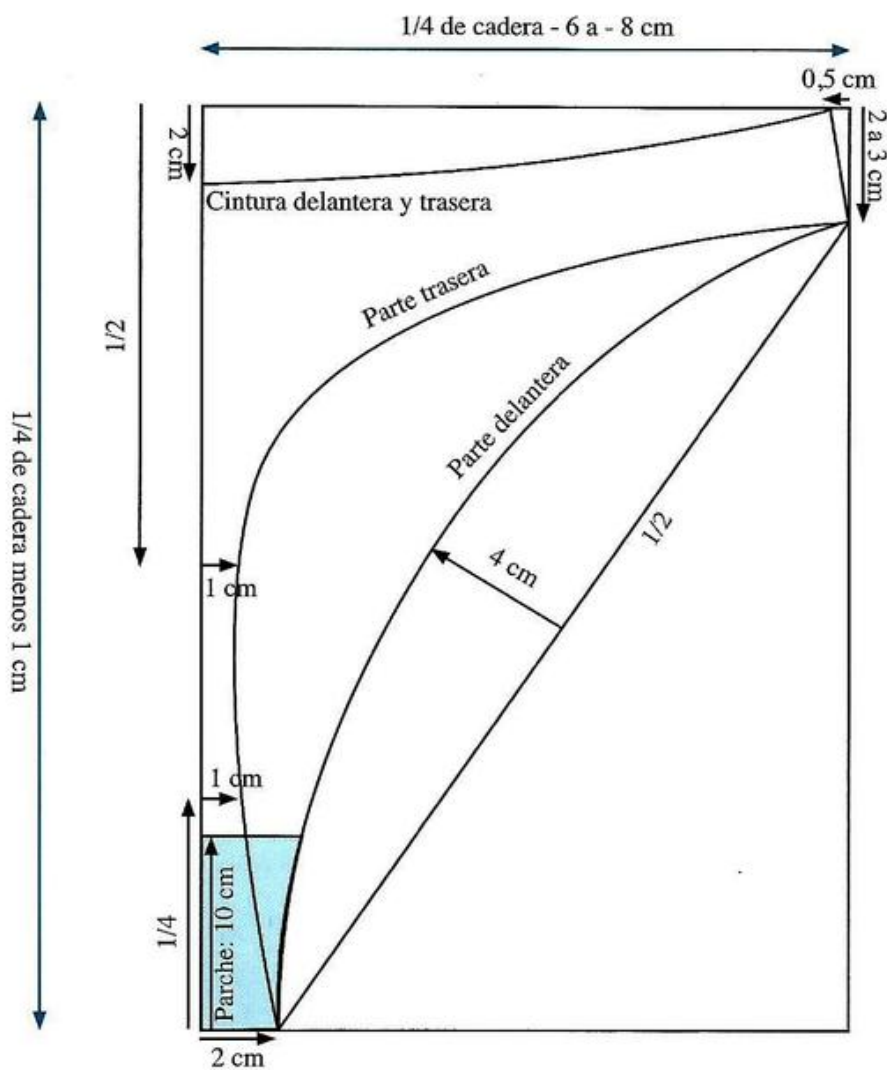 1/4 de cadera - 6 a - 8 cm
0,5 cm
2 cm
2 a 3 cm
Cintura delantera y trasera
Parte trasera
1/2
Parte delantera
1/4 de cadera menos 1 cm
1/2
4 cm
1 cm
1 cm
1/4
Parche: 10 cm
2 cm